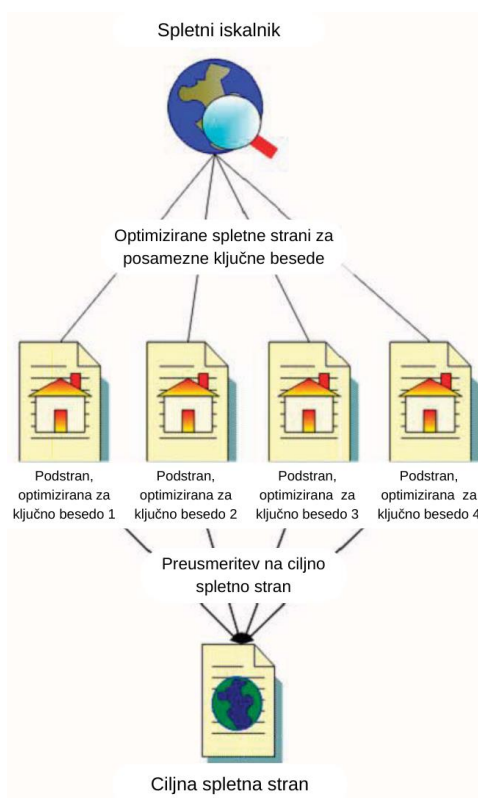 Spletni iskalnik
Optimizirane spletne strani za
posamezne ključne besede
Podstran,
optimizirana za
ključno besedo 1
Podstran,
optimizirana za
ključno besedo 2
Podstran,
optimizirana za
ključno besedo 3
Podstran,
optimizirana za
ključno besedo 4
Preusmeritev na ciljno
spletno stran
Ciljna spletna stran